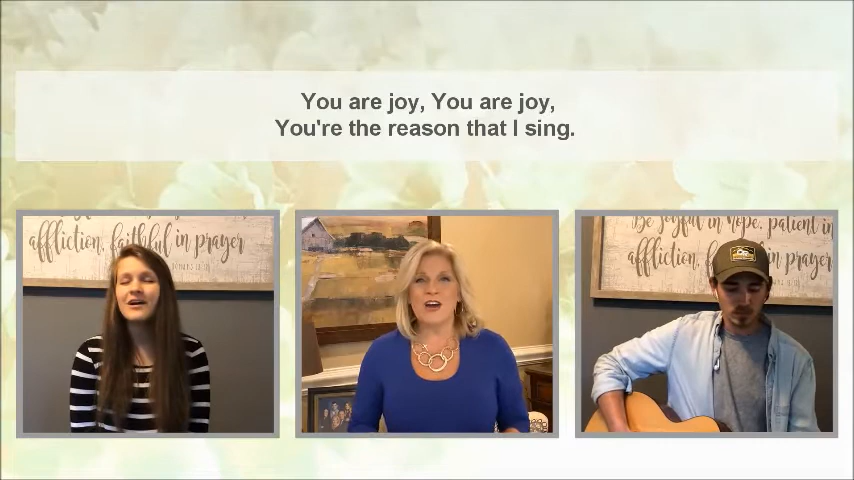 You are joy, You are joy,
You're the reason that I sing.
affliction, faithful in prayer
Be joyful in hope, patient in
affliction, faithful in prayer